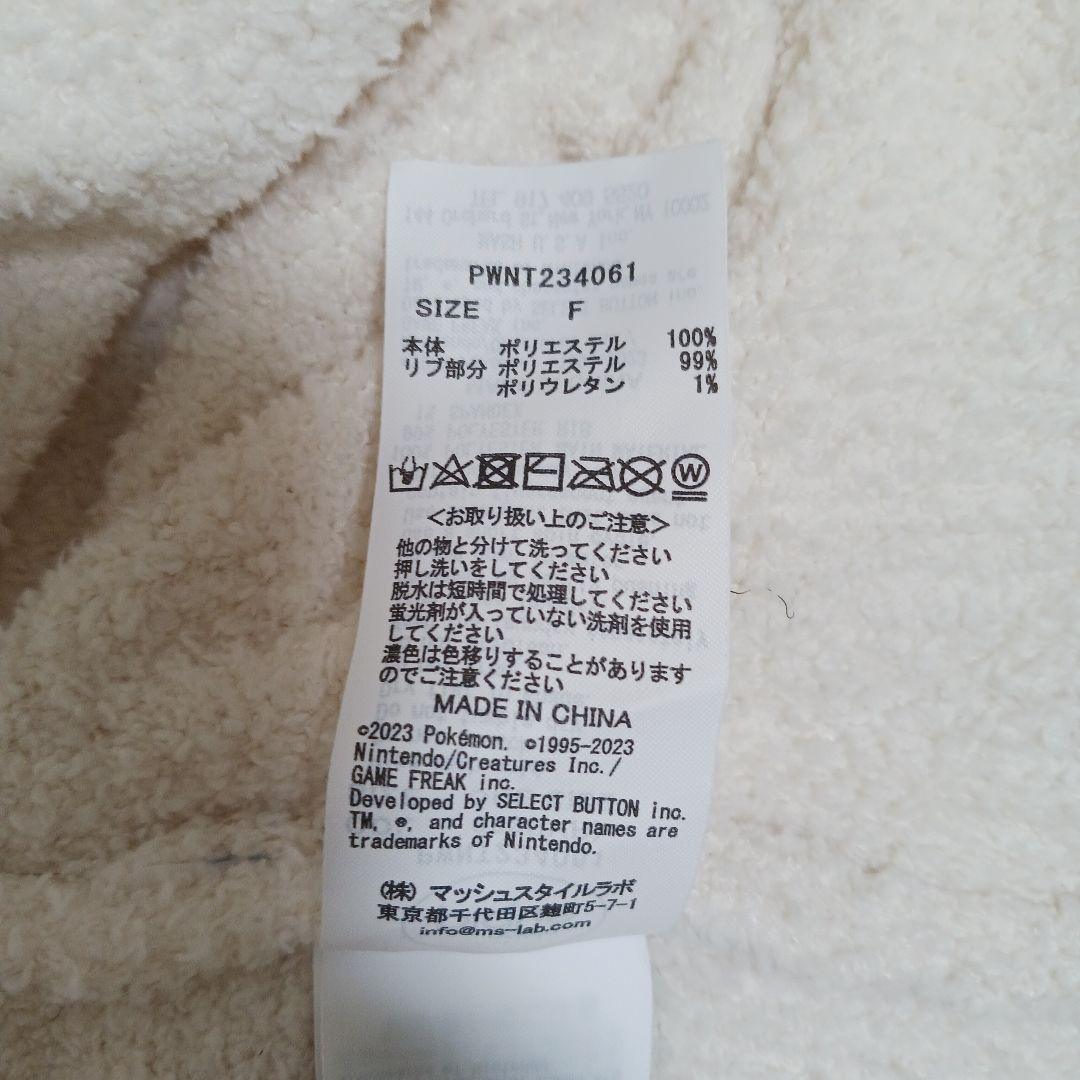 PWNT234061
SIZE F
本体 ポリエステル 100%
リブ部分 ポリエステル 99%
ポリウレタン 1%
W
<お取り扱い上のご注意>
他の物と分けて洗ってください
押し洗いをしてください
脱水は短時間で処理してください
蛍光剤が入っていない洗剤を使用
してください
濃色は色移りすることがあります
のでご注意ください
MADE IN CHINA
©2023 Pokémon. ©1995-2023
Nintendo/Creatures Inc./
GAME FREAK inc.
Developed by SELECT BUTTON inc.
TM, ®, and character names are
trademarks of Nintendo.
(株) マッシュスタイルラボ
東京都千代田区麹町5-7-1
info@ms-lab.com